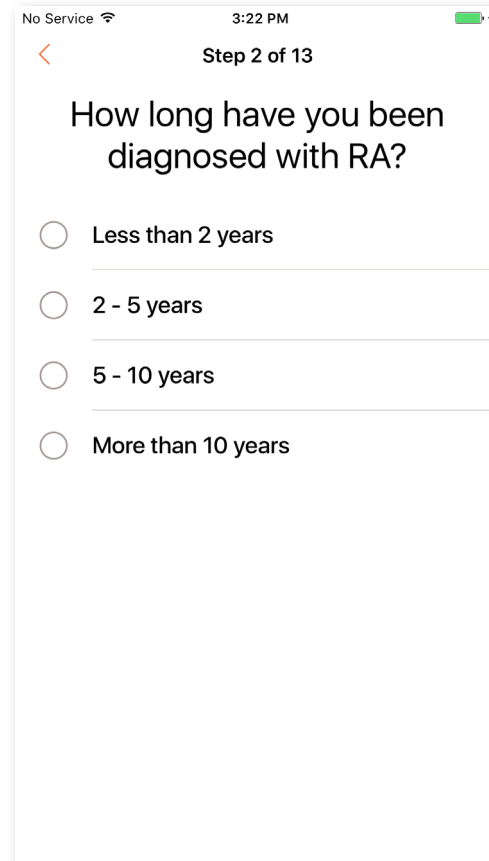 No Service 3:22 PM
Step 2 of 13
How long have you been
diagnosed with RA?
Less than 2 years
2 - 5 years
5 - 10 years
More than 10 years